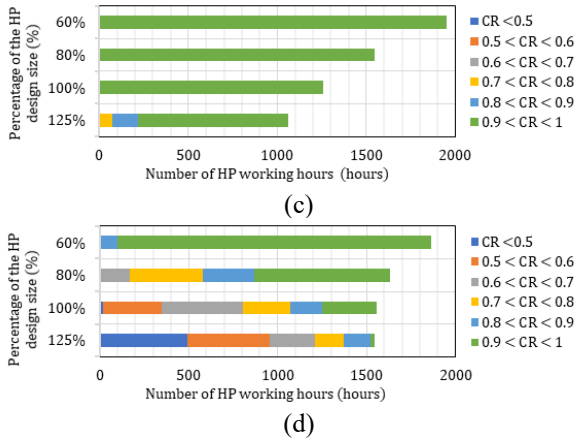 Percentage of the HP
design size (%)
60%
80%
100%
125%
0
500
1000
1500
2000
Number of HP working hours (hours)
CR <0.5
0.5 < CR < 0.6
0.6 < CR < 0.7
0.7 < CR < 0.8
0.8 < CR < 0.9
0.9 < CR < 1
(c)
Percentage of the HP
design size (%)
60%
80%
100%
125%
0
500
1000
1500
2000
Number of HP working hours (hours)
CR <0.5
0.5 < CR < 0.6
0.6 < CR < 0.7
0.7 < CR < 0.8
0.8 < CR < 0.9
0.9 < CR < 1
(d)